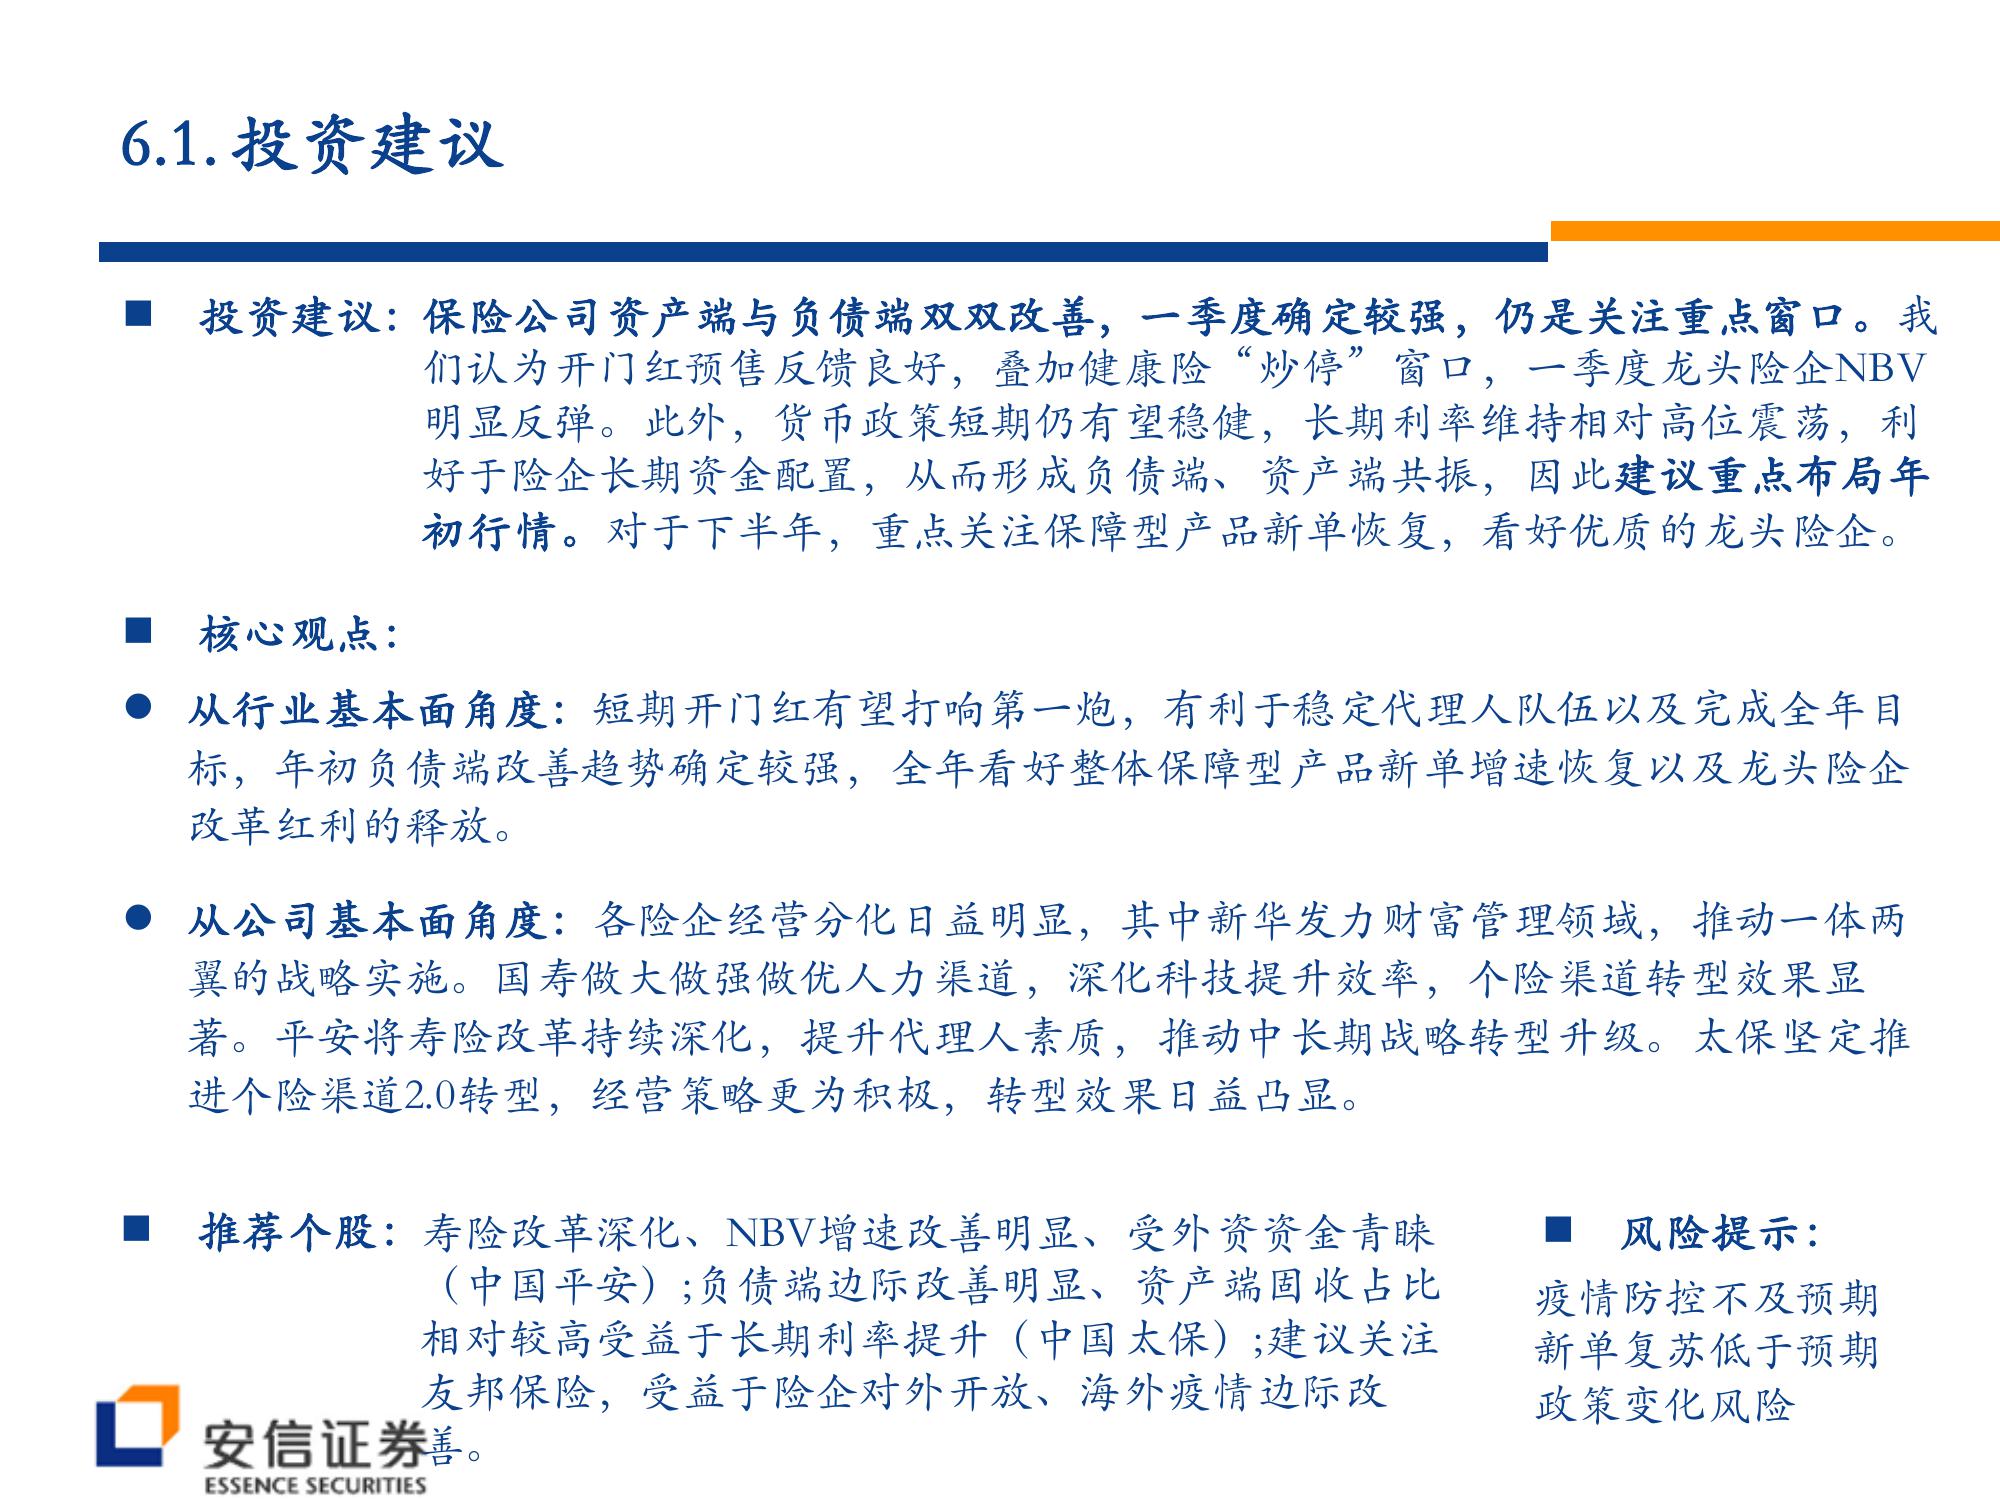 6.1. 投资建议
■ 投资建议：保险公司资产端与负债端双双改善，一季度确定较强，仍是关注重点窗口。我
们认为开门红预售反馈良好，叠加健康险“炒停”窗口，一季度龙头险企NBV
明显反弹。此外，货币政策短期仍有望稳健，长期利率维持相对高位震荡，利
好于险企长期资金配置，从而形成负债端、资产端共振，因此建议重点布局年
初行情。对于下半年，重点关注保障型产品新单恢复，看好优质的龙头险企。
■ 核心观点：
● 从行业基本面角度：短期开门红有望打响第一炮，有利于稳定代理人队伍以及完成全年目
标，年初负债端改善趋势确定较强，全年看好整体保障型产品新单增速恢复以及龙头险企
改革红利的释放。
● 从公司基本面角度：各险企经营分化日益明显，其中新华发力财富管理领域，推动一体两
翼的战略实施。国寿做大做强做优人力渠道，深化科技提升效率，个险渠道转型效果显
著。平安将寿险改革持续深化，提升代理人素质，推动中长期战略转型升级。太保坚定推
进个险渠道2.0转型，经营策略更为积极，转型效果日益凸显。
■ 推荐个股：寿险改革深化、NBV增速改善明显、受外资资金青睐
（中国平安）;负债端边际改善明显、资产端固收占比
相对较高受益于长期利率提升（中国太保）;建议关注
友邦保险，受益于险企对外开放、海外疫情边际改
善。
■ 风险提示：
疫情防控不及预期
新单复苏低于预期
政策变化风险
安信证券
ESSENCE SECURITIES